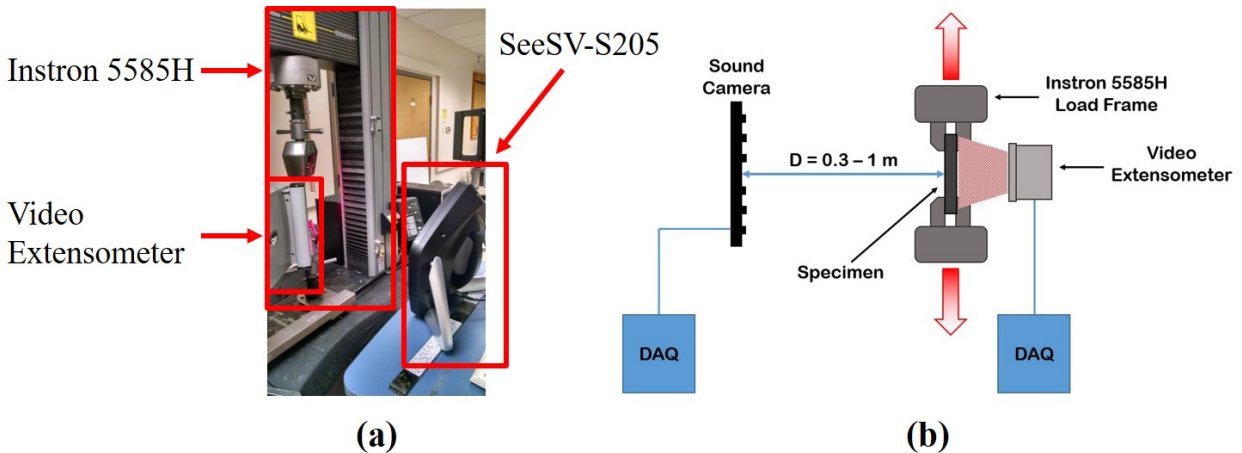 Instron 5585H
SeeSV-S205
Video
Extensometer
5585H
(a)
Sound
Camera
D = 0.3 – 1 m
Instron 5585H
Load Frame
Video
Extensometer
Specimen
DAQ
DAQ
(b)